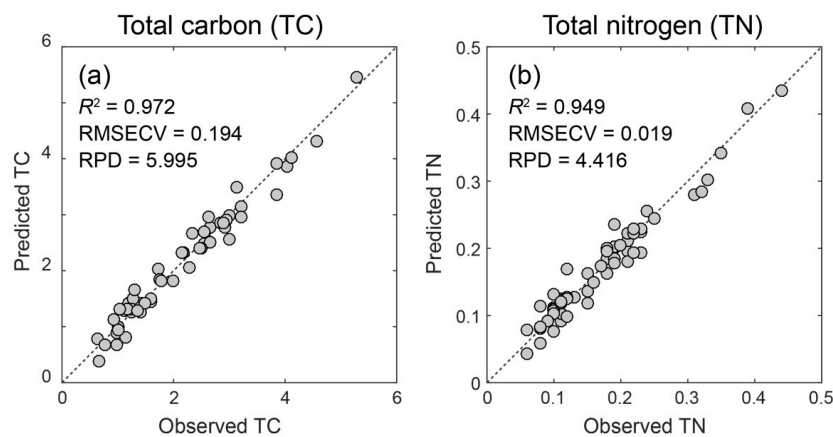 Total carbon (TC)
(a)
R² = 0.972
RMSECV = 0.194
RPD = 5.995
Predicted TC
6
4
2
0
0 2 4 6
Observed TC
Total nitrogen (TN)
(b)
R² = 0.949
RMSECV = 0.019
RPD = 4.416
Predicted TN
0.5
0.4
0.3
0.2
0.1
0
0 0.1 0.2 0.3 0.4 0.5
Observed TN